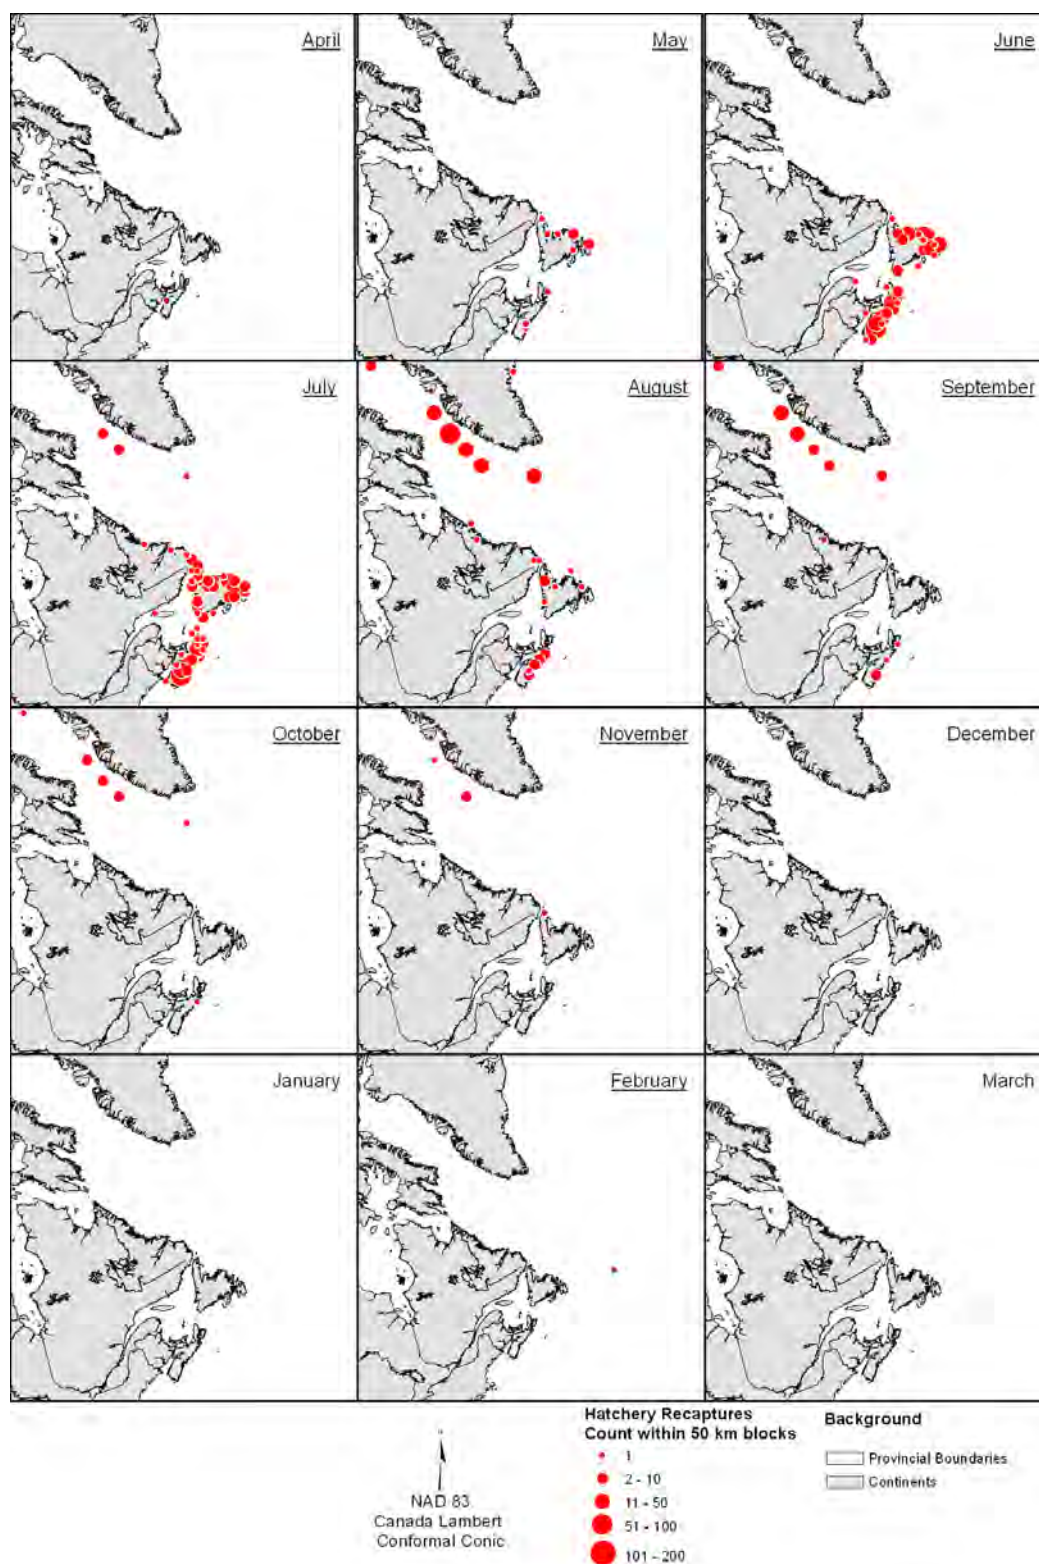 April
May
June
July
August
September
October
November
December
January
February
March
Hatchery Recaptures
Count within 50 km blocks
1
2 - 10
11 - 50
51 - 100
101 - 200
Background
Provincial Boundaries
Continents
NAD 83
Canada Lambert
Conformal Conic